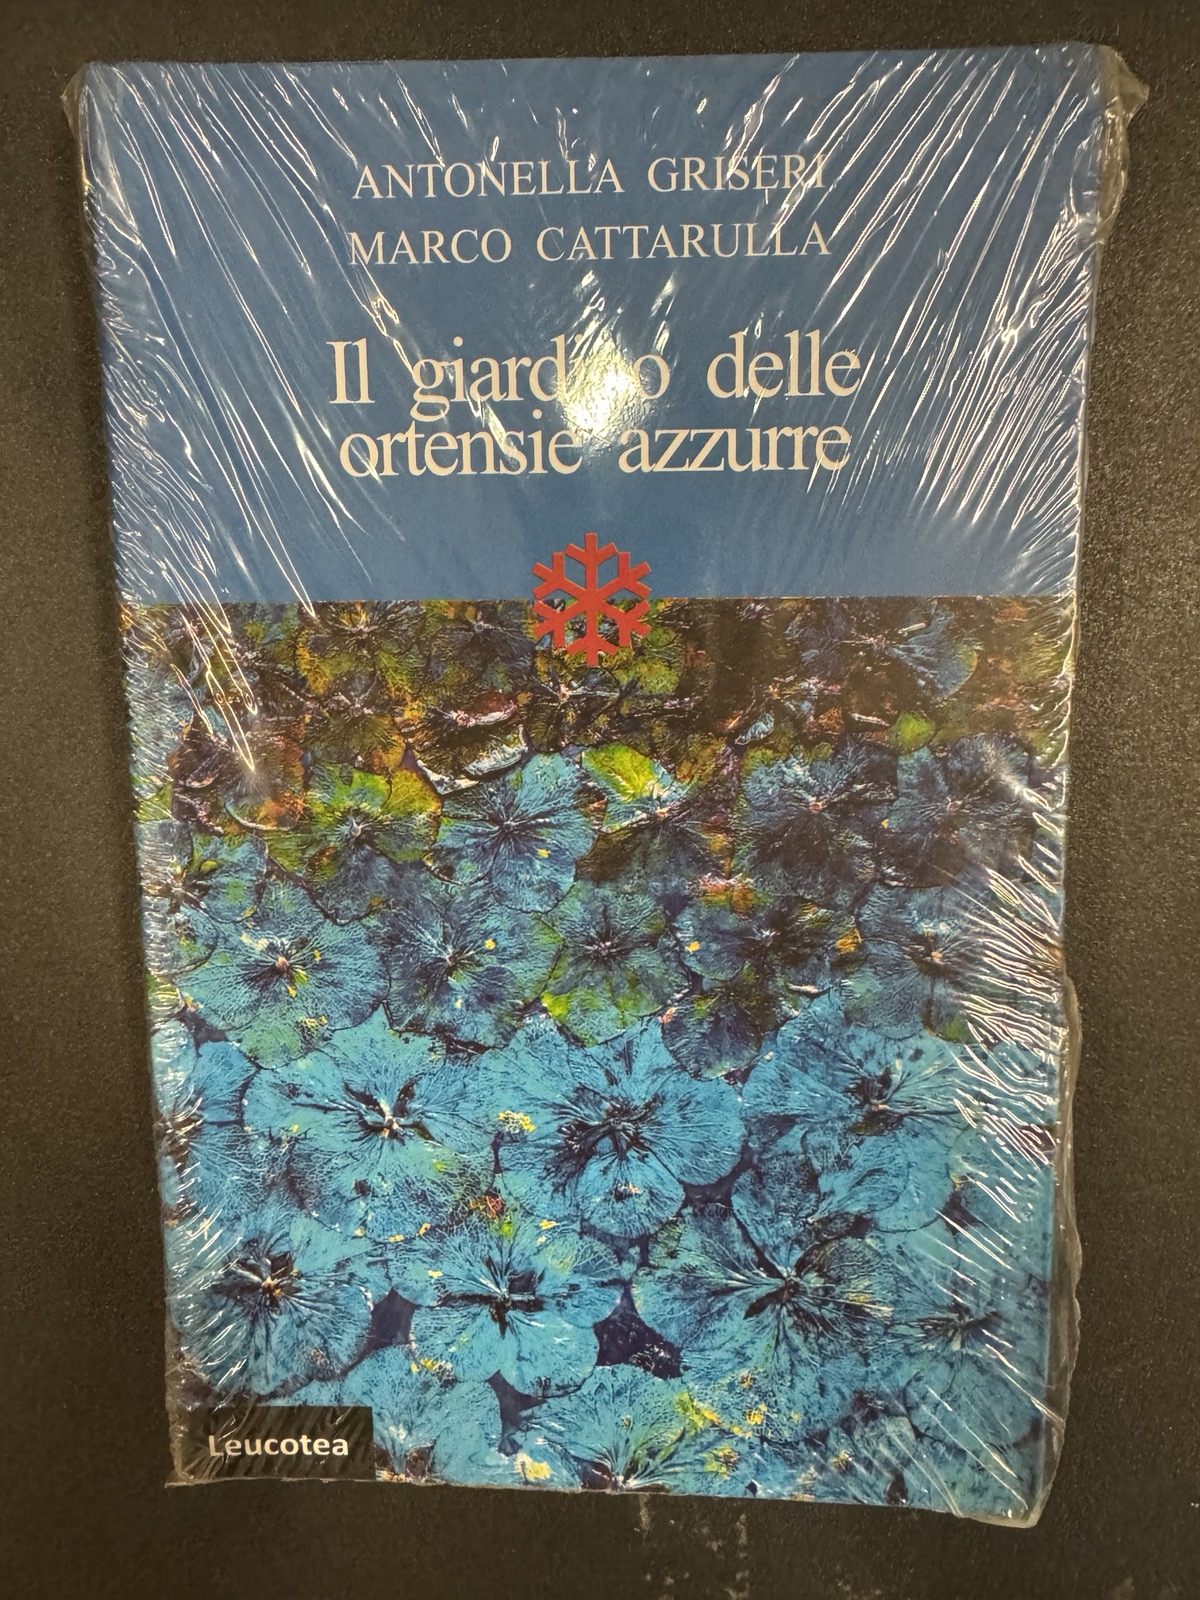 ANTONELLA GRISERI
MARCO CATTARULLA
Il giardino delle
ortensie azzurre
Leucotea